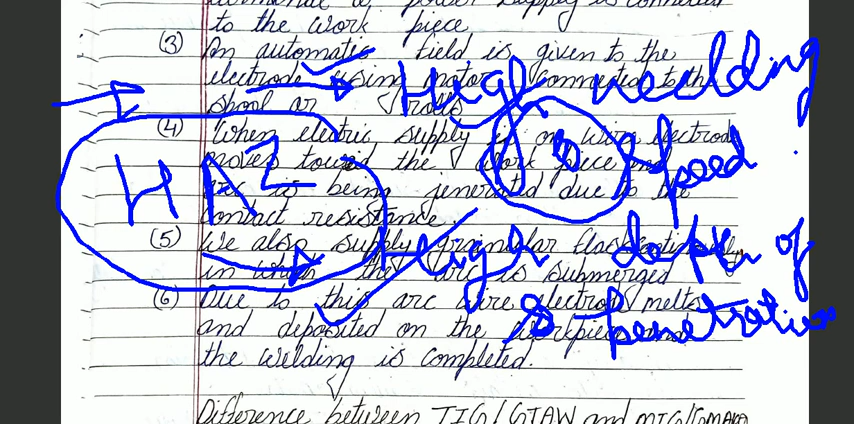 to the work piece
(3) An automatic field is given to the
electrode using motor connected to the
spool or rolls
(4) When electric supply is on wire electrode
moves toward the work piece and
arc is being generated due to the
contact resistance.
(5) We also supply granular flux continuously
in which the arc is submerged
(6) Due to this arc wire electrod melts
and deposited on the workpiece and
the welding is completed.
Difference between TIG/GTAW and MIG/GMAW
High welding
speed
HAZ
High depth of
penetration